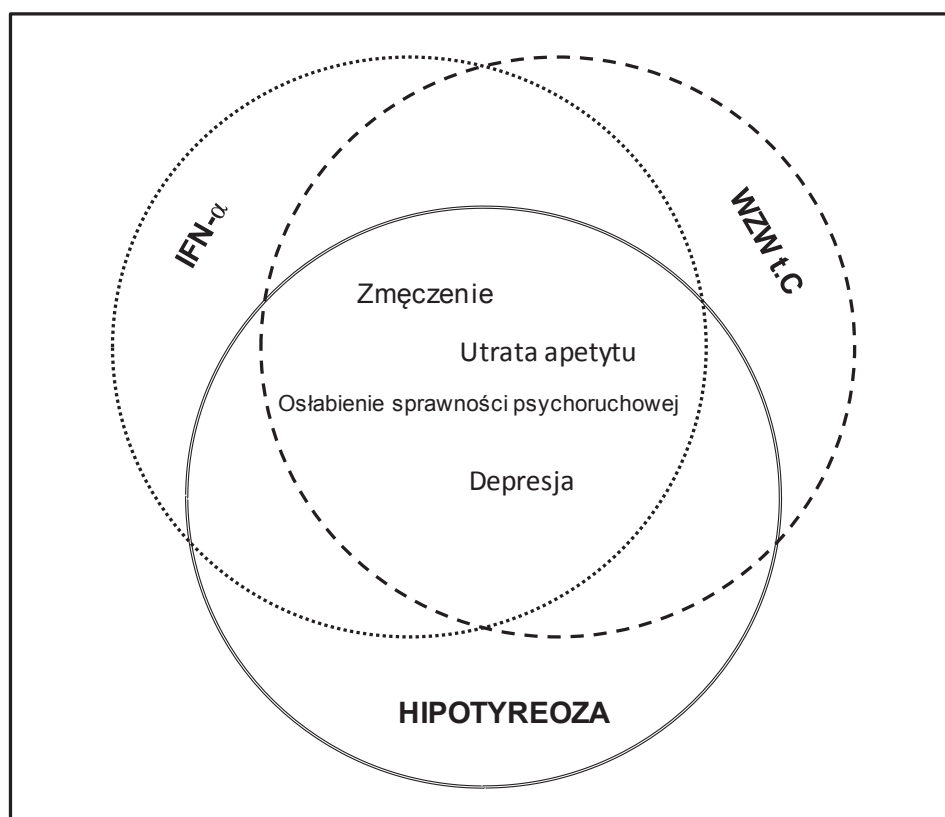 IFN-α
WZW t.C
Zmęczenie
Utrata apetytu
Osłabienie sprawności psychoruchowej
Depresja
HIPOTYREOZA